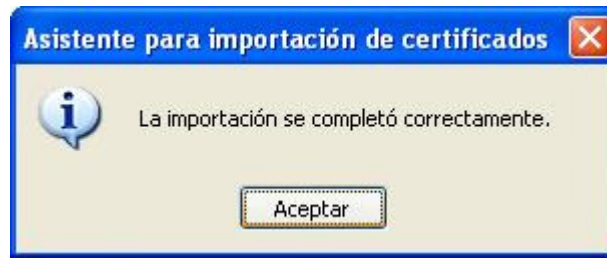 Asistente para importación de certificados
La importación se completó correctamente.
Aceptar